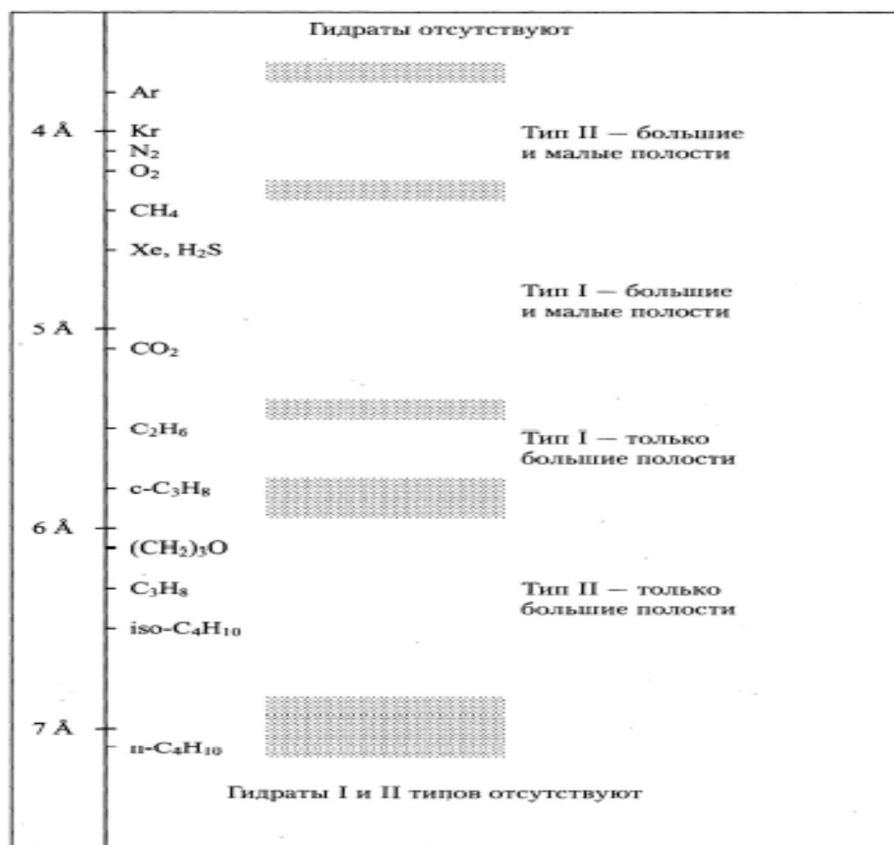 Гидраты отсутствуют
Ar
4 Å
Kr
Тип II — большие
и малые полости
N₂
O₂
CH₄
Xe, H₂S
Тип I — большие
и малые полости
5 Å
CO₂
C₂H₆
Тип I — только
большие полости
c-C₃H₈
6 Å
(CH₂)₃O
C₃H₈
Тип II — только
большие полости
iso-C₄H₁₀
7 Å
n-C₄H₁₀
Гидраты I и II типов отсутствуют